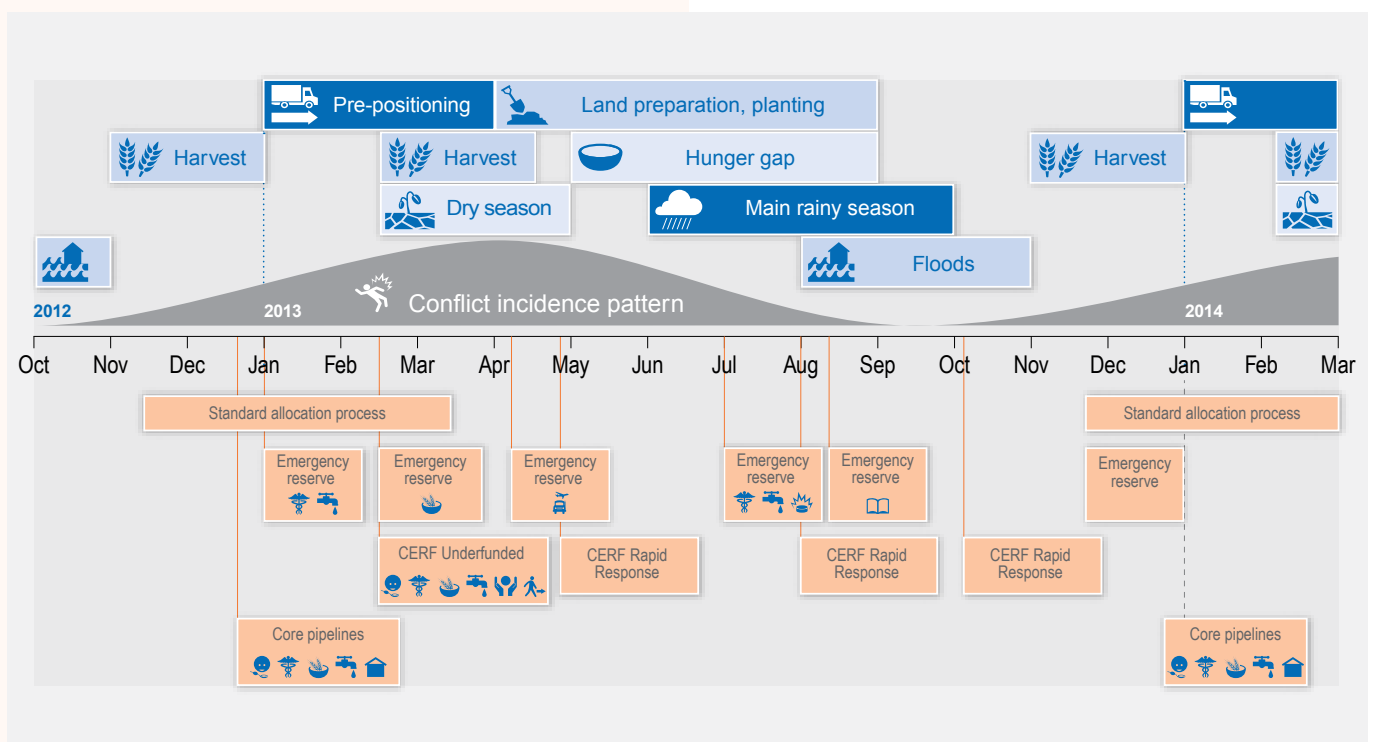 Pre-positioning
Land preparation, planting
Harvest
Harvest
Hunger gap
Harvest
Dry season
Main rainy season
Floods
2012
2013
Conflict incidence pattern
2014
Oct
Nov
Dec
Jan
Feb
Mar
Apr
May
Jun
Jul
Aug
Sep
Oct
Nov
Dec
Jan
Feb
Mar
Standard allocation process
Standard allocation process
Emergency
reserve
Emergency
reserve
Emergency
reserve
Emergency
reserve
Emergency
reserve
Emergency
reserve
CERF Underfunded
CERF Rapid
Response
CERF Rapid
Response
CERF Rapid
Response
Core pipelines
Core pipelines